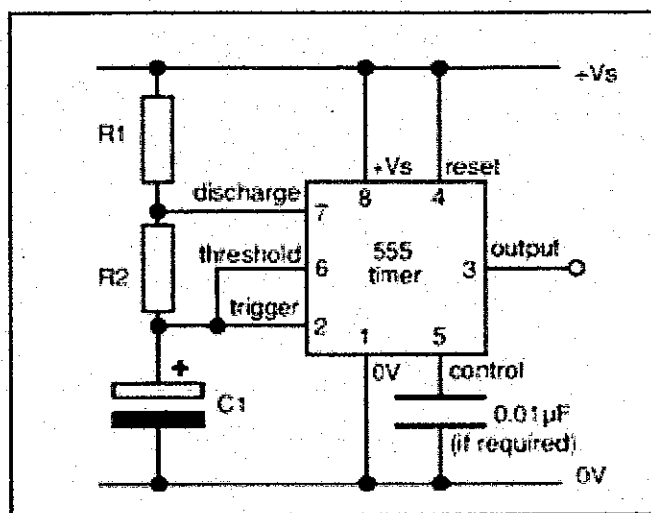 +Vs
R1
+Vs
reset
discharge
8
4
7
threshold
555
output
R2
6
timer
3
trigger
2
1
5
0V
control
+
C1
0.01µF
(if required)
0V